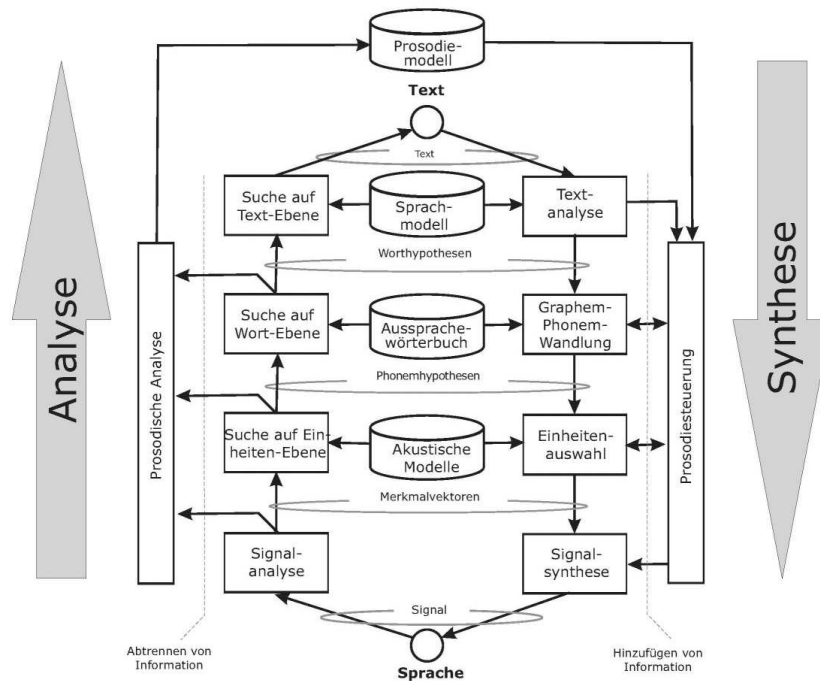 Prosodie-
modell
Text
Text
Suche auf
Text-Ebene
Sprach-
modell
Text-
analyse
Worthypothesen
Suche auf
Wort-Ebene
Aussprache-
wörterbuch
Graphem-
Phonem-
Wandlung
Phonemhypothesen
Suche auf Ein-
heiten-Ebene
Akustische
Modelle
Einheiten-
auswahl
Merkmalvektoren
Signal-
analyse
Signal-
synthese
Signal
Sprache
Analyse
Prosodische Analyse
Prosodiesteuerung
Synthese
Abtrennen von
Information
Hinzufügen von
Information